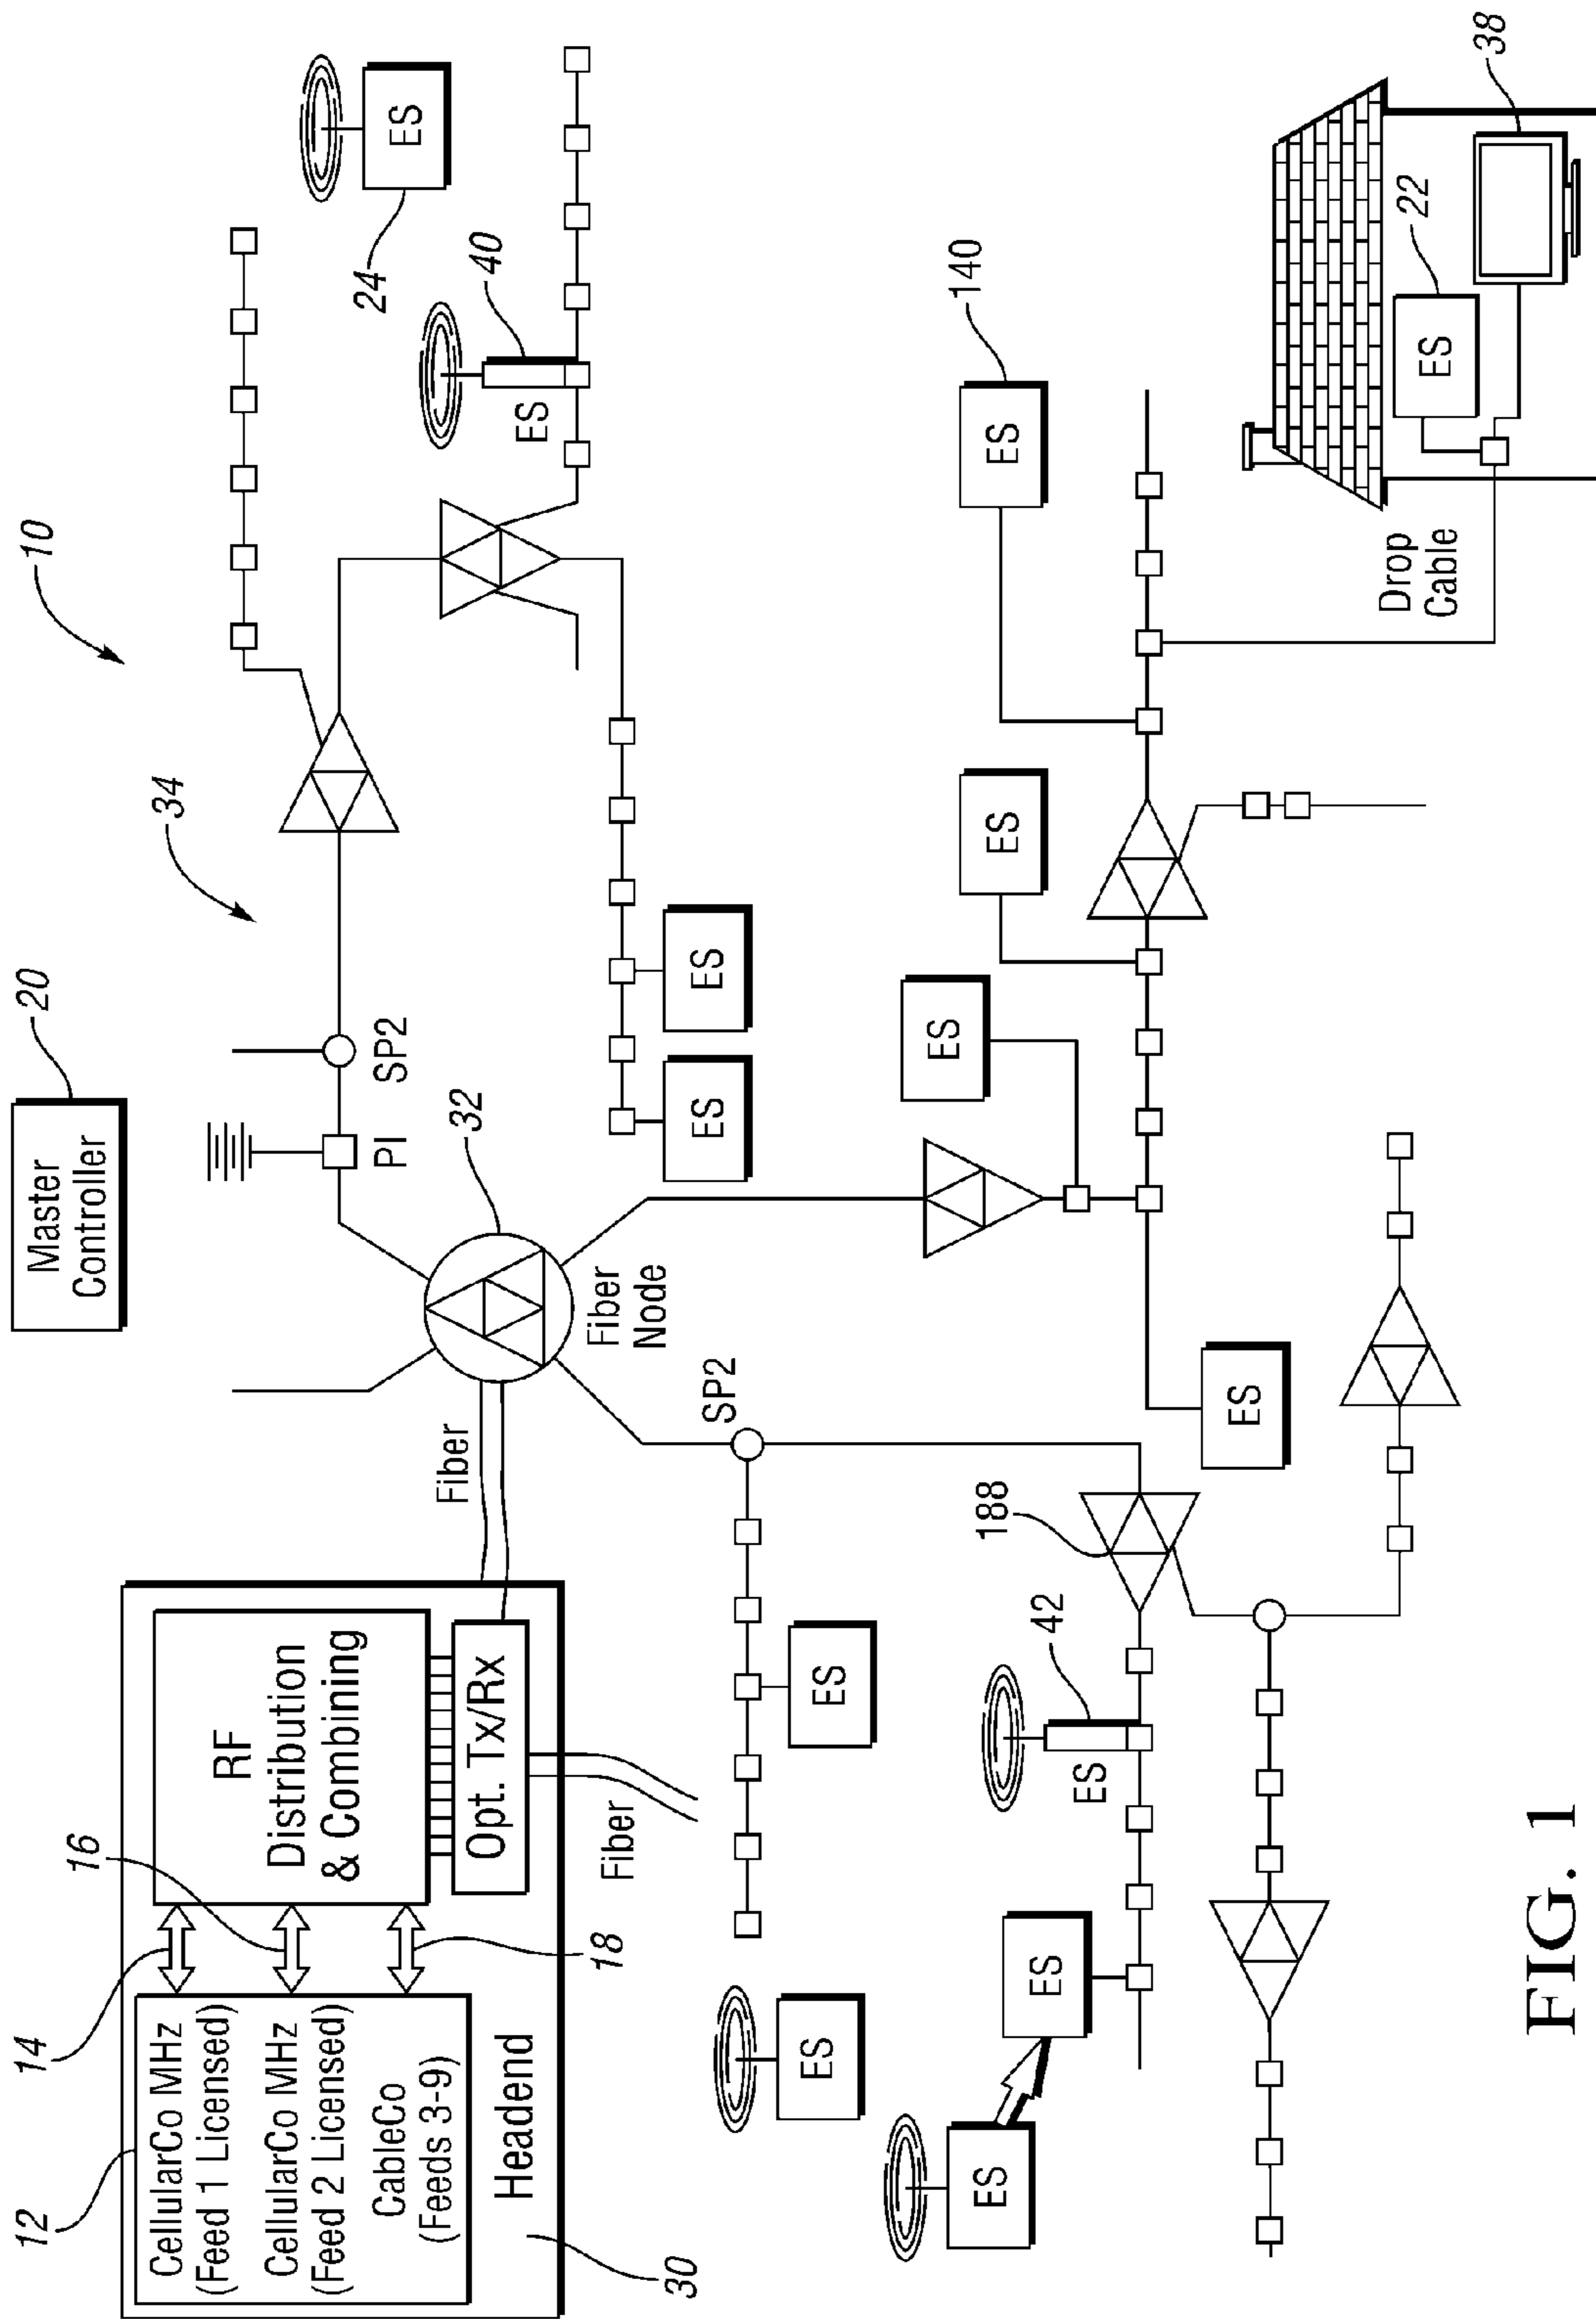 10
20
Master
Controller
34
12
14
16
CellularCo MHz
(Feed 1 Licensed)
CellularCo MHz
(Feed 2 Licensed)
CableCo
(Feeds 3-9)
Headend
30
18
RF
Distribution
& Combining
Opt. Tx/Rx
Fiber
Fiber
32
Fiber
Node
PI
SP2
24
ES
40
ES
ES
ES
SP2
ES
ES
ES
ES
42
ES
188
ES
ES
ES
140
ES
ES
Drop
Cable
22
ES
38
FIG. 1